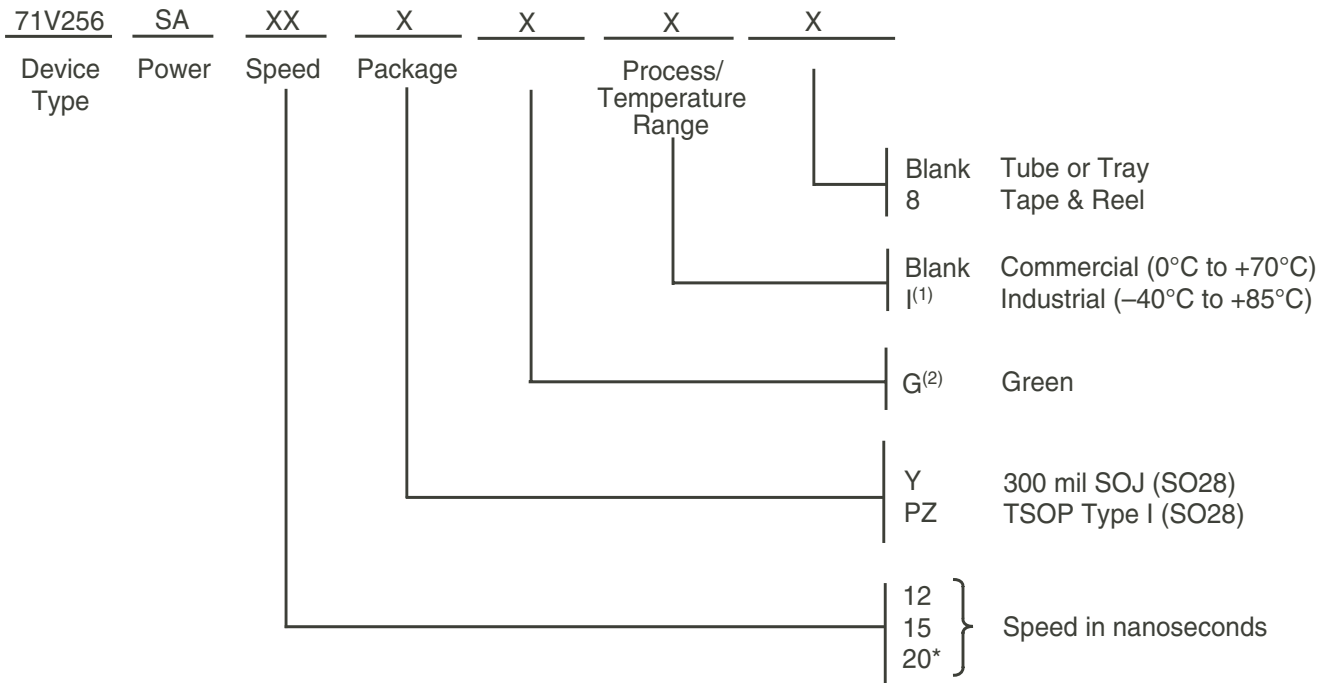 71V256 SA XX X X X X
Device Type Power Speed Package Process/ Temperature Range
Blank Tube or Tray
8 Tape & Reel
Blank Commercial (0°C to +70°C)
I(1) Industrial (–40°C to +85°C)
G(2) Green
Y 300 mil SOJ (SO28)
PZ TSOP Type I (SO28)
12
15 Speed in nanoseconds
20*